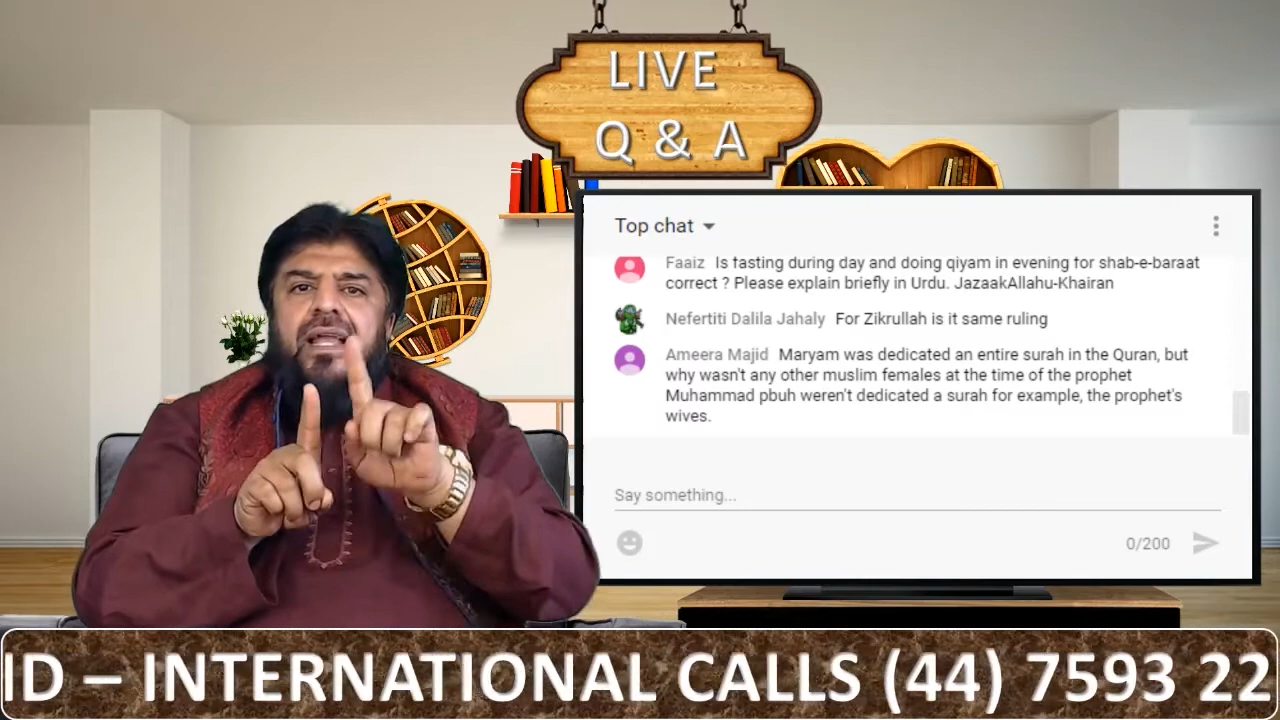 LIVE
Q & A
Top chat
Faaiz Is fasting during day and doing qiyam in evening for shab-e-baraat
correct ? Please explain briefly in Urdu. JazaakAllahu-Khairan
Nefertiti Dalila Jahaly For Zikrullah is it same ruling
Ameera Majid Maryam was dedicated an entire surah in the Quran, but
why wasn't any other muslim females at the time of the prophet
Muhammad pbuh weren't dedicated a surah for example, the prophet's
wives.
Say something...
0/200
ID – INTERNATIONAL CALLS (44) 7593 22